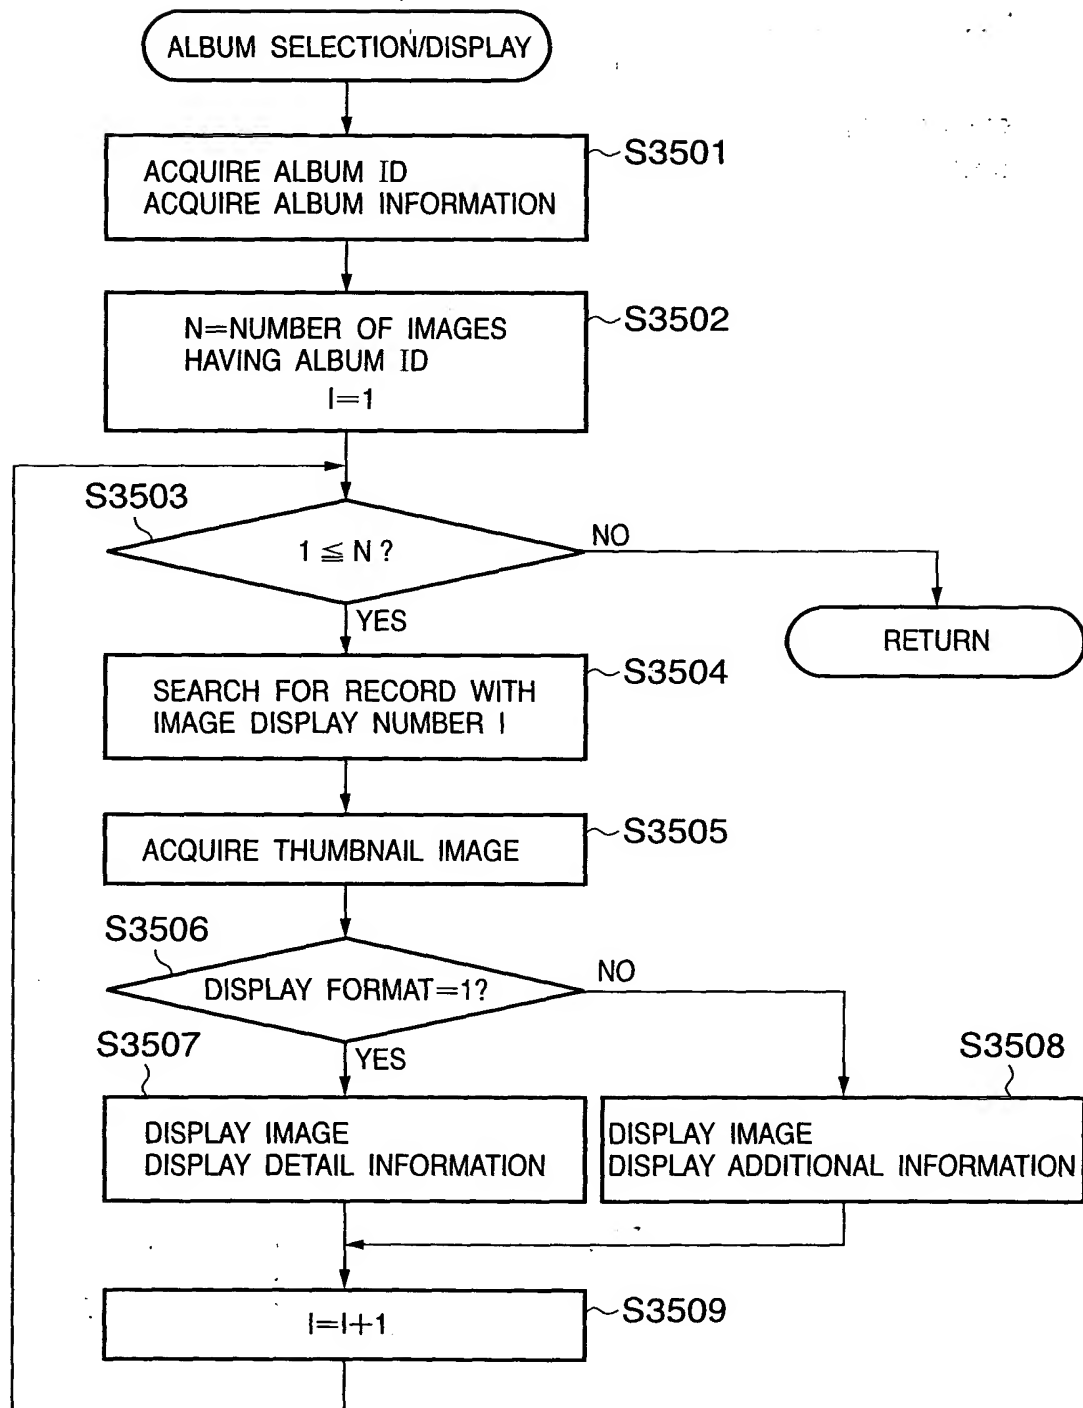 ALBUM SELECTION/DISPLAY
S3501
ACQUIRE ALBUM ID
ACQUIRE ALBUM INFORMATION
S3502
N=NUMBER OF IMAGES
HAVING ALBUM ID
I=1
S3503
1 ≦ N ?
NO
YES
RETURN
S3504
SEARCH FOR RECORD WITH
IMAGE DISPLAY NUMBER I
S3505
ACQUIRE THUMBNAIL IMAGE
S3506
DISPLAY FORMAT=1?
NO
YES
S3507
DISPLAY IMAGE
DISPLAY DETAIL INFORMATION
S3508
DISPLAY IMAGE
DISPLAY ADDITIONAL INFORMATION
S3509
I=I+1